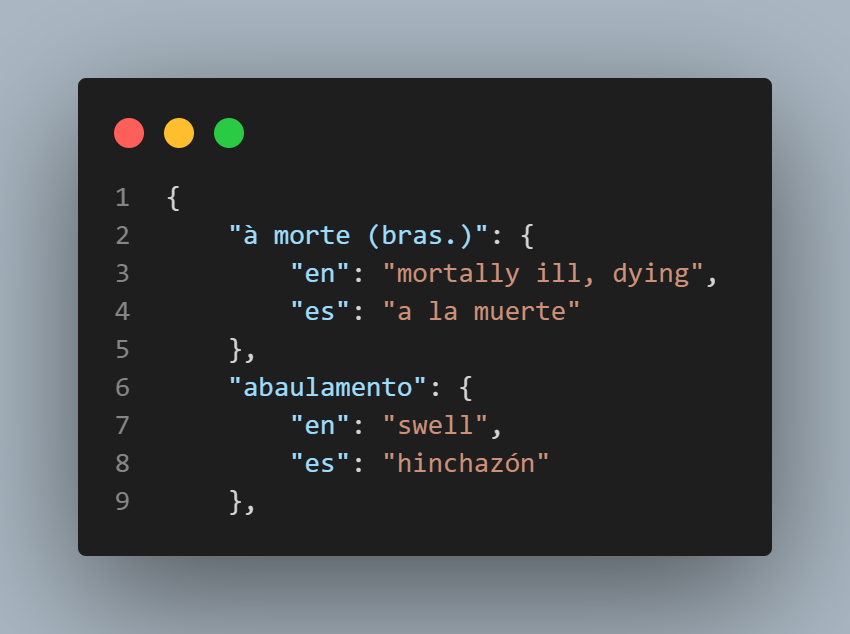 1 {
2     "à morte (bras.)": {
3         "en": "mortally ill, dying",
4         "es": "a la muerte"
5     },
6     "abaulamento": {
7         "en": "swell",
8         "es": "hinchazón"
9     },